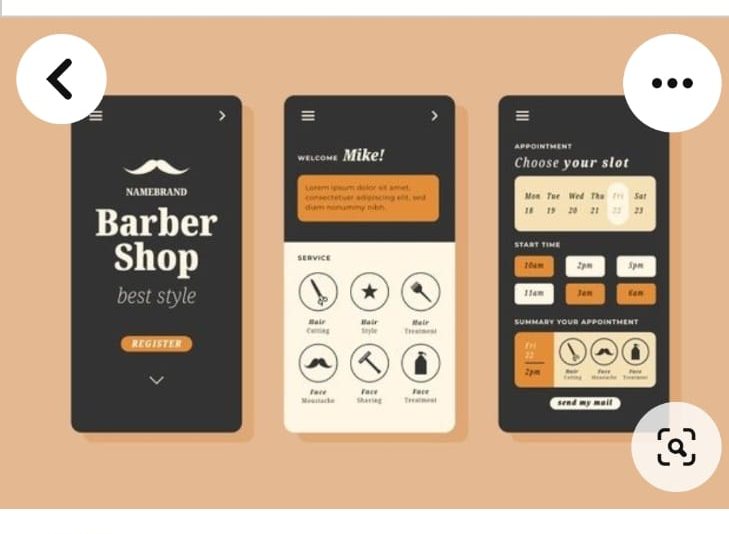 NAMEBRAND
Barber
Shop
best style
REGISTER
WELCOME Mike!
Lorem ipsum dolor sit amet,
consectetuer adipiscing elit, sed
diam nonummy nibh.
SERVICE
Hair Hair Hair
Cutting Style Treatment
Face Face Face
Moustache Shaving Treatment
APPOINTMENT
Choose your slot
Mon Tue Wed Thu Fri Sat
18 19 20 21 22 23
START TIME
10am 2pm 5pm
11am 3am 6am
SUMMARY YOUR APPOINTMENT
Fri
22
2pm
Hair Face Face
Cutting Moustache Treatment
send my mail